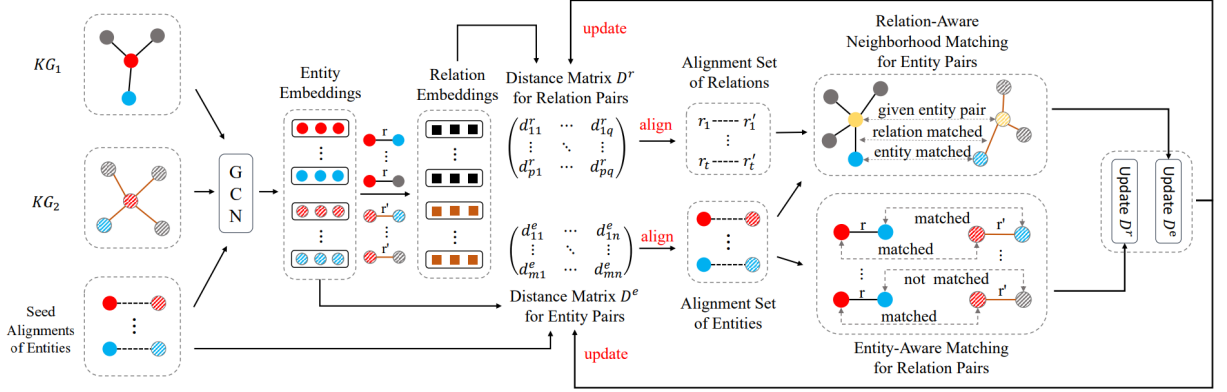 KG1
KG2
Seed
Alignments
of Entities
G
C
N
Entity
Embeddings
r
⋮
r
r'
⋮
r'
Relation
Embeddings
update
Distance Matrix D^r
for Relation Pairs
d^r_11 ⋯ d^r_1q
⋮ ⋱ ⋮
d^r_p1 ⋯ d^r_pq
align
d^e_11 ⋯ d^e_1n
⋮ ⋱ ⋮
d^e_m1 ⋯ d^e_mn
align
Distance Matrix D^e
for Entity Pairs
update
Alignment Set
of Relations
r_1 ----- r'_1
⋮
r_t ----- r'_t
Alignment Set
of Entities
Relation-Aware
Neighborhood Matching
for Entity Pairs
given entity pair
relation matched
entity matched
matched
r r'
matched
⋮ ⋮
not matched
r r'
matched
Entity-Aware Matching
for Relation Pairs
Update D^r
Update D^e